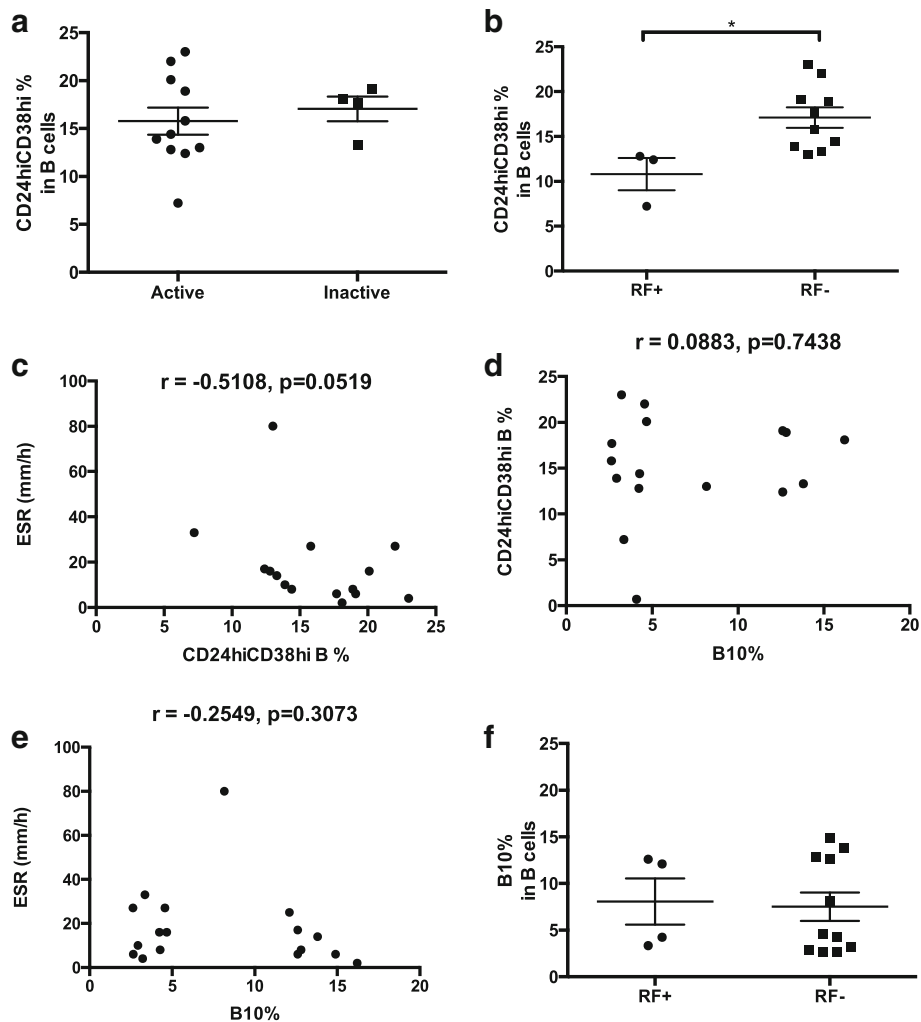 a
CD24hiCD38hi %
in B cells
25
20
15
10
5
0
Active
Inactive
b
*
CD24hiCD38hi %
in B cells
25
20
15
10
5
0
RF+
RF-
c
r = -0.5108, p=0.0519
ESR (mm/h)
100
80
60
40
20
0
0
5
10
15
20
25
CD24hiCD38hi B %
d
r = 0.0883, p=0.7438
CD24hiCD38hi B %
25
20
15
10
5
0
0
5
10
15
20
B10%
e
r = -0.2549, p=0.3073
ESR (mm/h)
100
80
60
40
20
0
0
5
10
15
20
B10%
f
B10%
in B cells
25
20
15
10
5
0
RF+
RF-